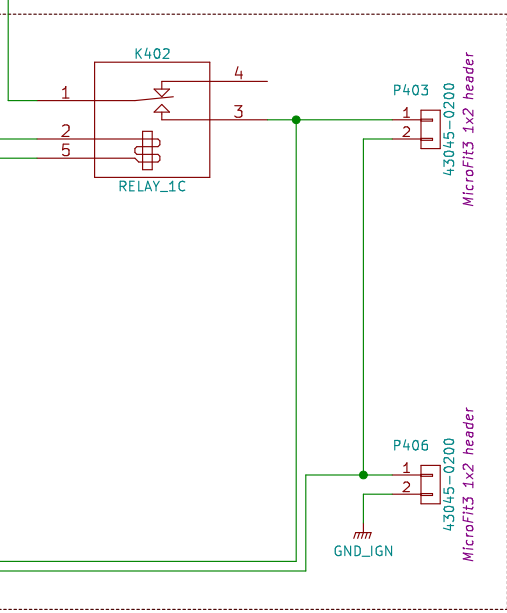 K402
1
2
5
4
3
RELAY_1C
P403
1
2
43045-0200
MicroFit3 1x2 header
P406
1
2
43045-0200
MicroFit3 1x2 header
GND_IGN